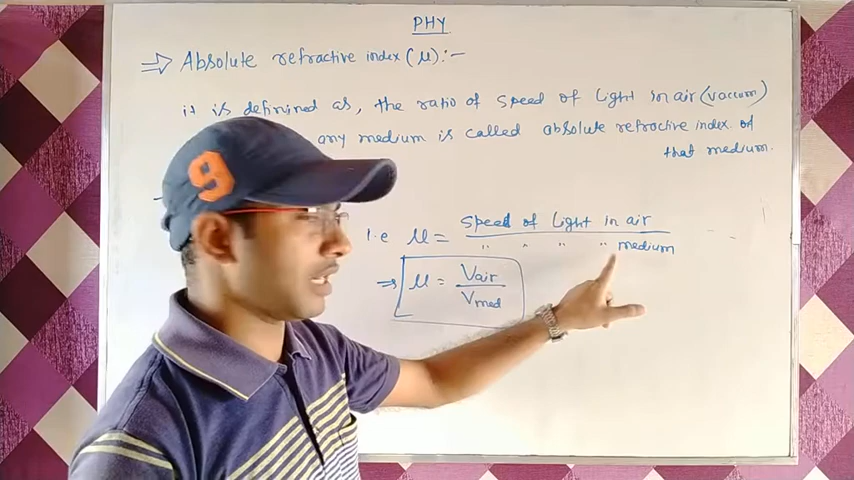 PHY
⇒ Absolute refractive index (μ):-
it is definined as, the ratio of speed of Light in air (vaccum)
any medium is called absolute refractive index of
that medium.
9
i.e μ = Speed of Light in air
" " " " medium
→ μ = Vair
Vmed